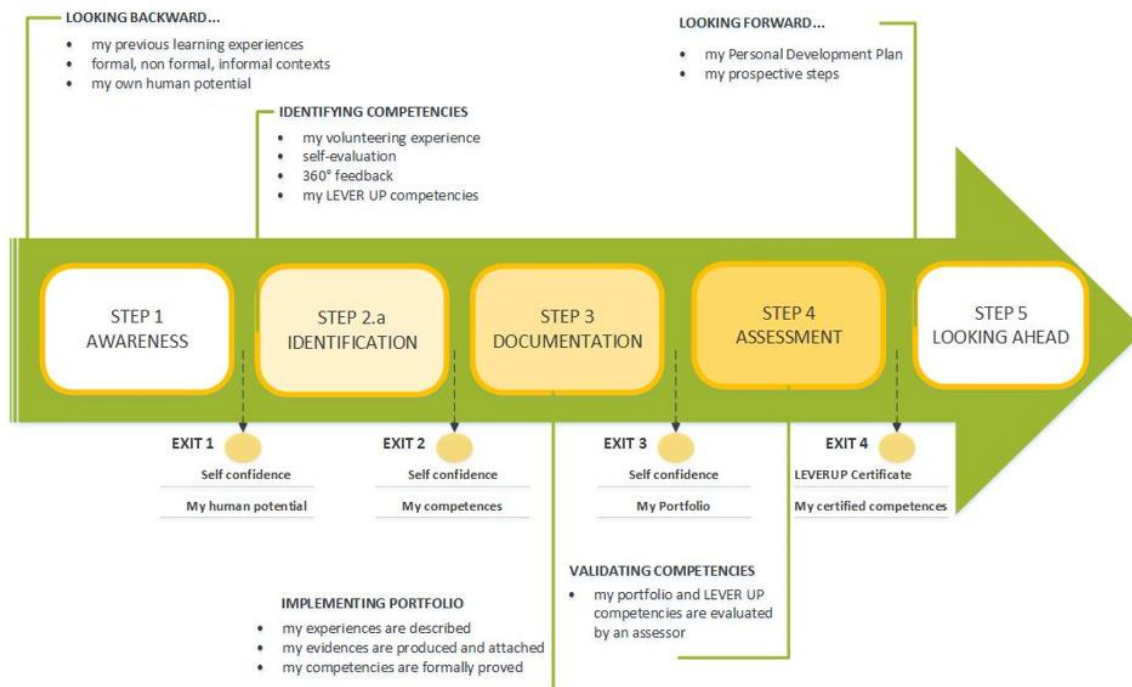 LOOKING BACKWARD...
• my previous learning experiences
• formal, non formal, informal contexts
• my own human potential
LOOKING FORWARD...
• my Personal Development Plan
• my prospective steps
IDENTIFYING COMPETENCIES
• my volunteering experience
• self-evaluation
• 360° feedback
• my LEVER UP competencies
STEP 1
AWARENESS
STEP 2.a
IDENTIFICATION
STEP 3
DOCUMENTATION
STEP 4
ASSESSMENT
STEP 5
LOOKING AHEAD
EXIT 1
Self confidence
My human potential
EXIT 2
Self confidence
My competences
EXIT 3
Self confidence
My Portfolio
EXIT 4
LEVERUP Certificate
My certified competences
IMPLEMENTING PORTFOLIO
• my experiences are described
• my evidences are produced and attached
• my competencies are formally proved
VALIDATING COMPETENCIES
• my portfolio and LEVER UP
competencies are evaluated
by an assessor